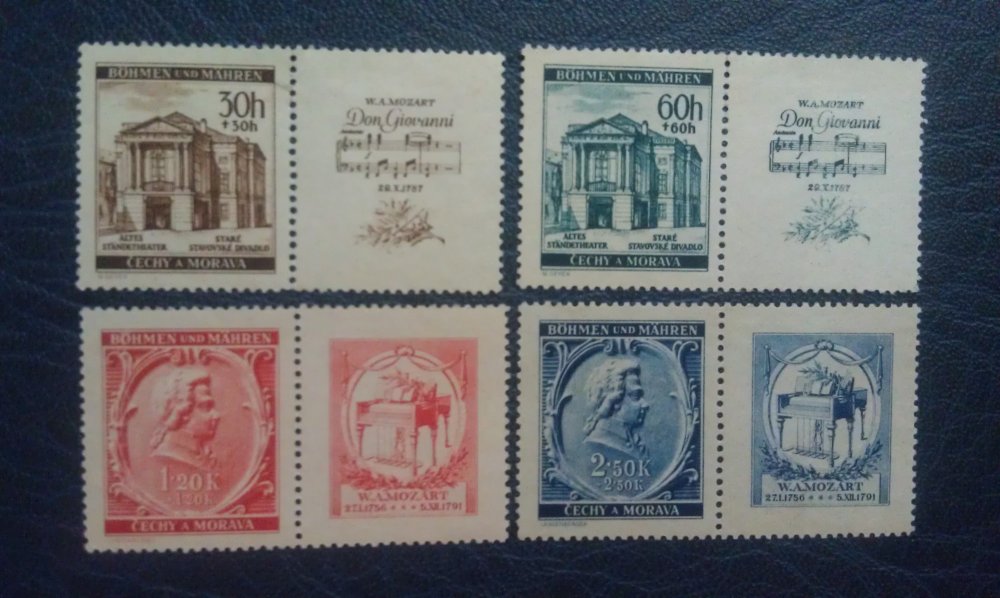 BÖHMEN UND MÄHREN
30h
+30h
ALTES
STÄNDETHEATER
STARÉ
STAVOVSKÉ DIVADLO
ČECHY A MORAVA
W.A.MOZART
Don Giovanni
Andante
29.X.1787
BÖHMEN UND MÄHREN
60h
+60h
ALTES
STÄNDETHEATER
STARÉ
STAVOVSKÉ DIVADLO
ČECHY A MORAVA
W.A.MOZART
Don Giovanni
Andante
29.X.1787
BÖHMEN UND MÄHREN
1·20K
1·20K
ČECHY A MORAVA
W.A.MOZART
27.I.1756 * * * 5.XII.1791
BÖHMEN UND MÄHREN
2·50K
2·50K
ČECHY A MORAVA
W.A.MOZART
27.I.1756 * * * 5.XII.1791